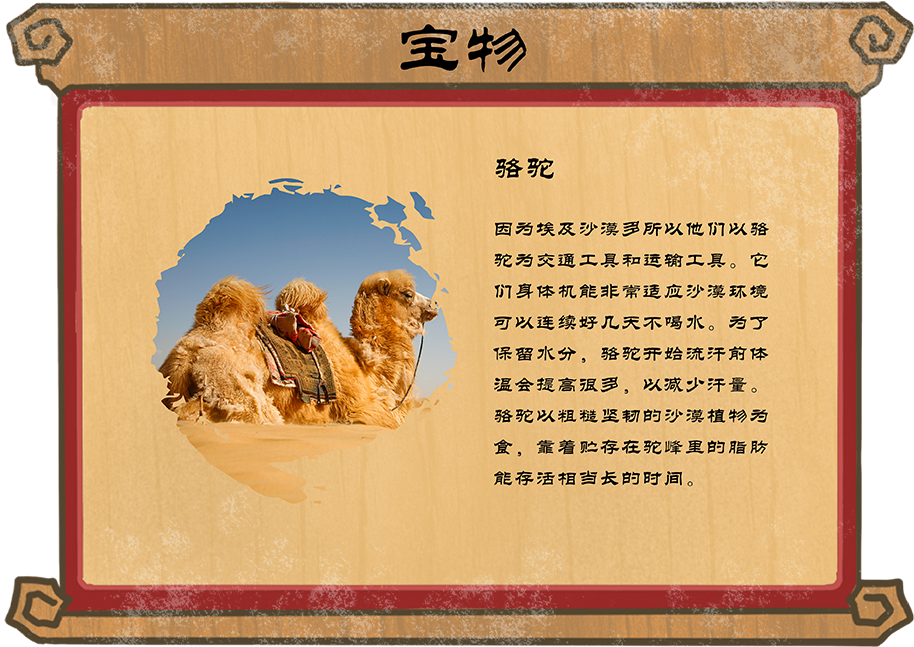 宝物
骆驼
因为埃及沙漠多所以他们以骆
驼为交通工具和运输工具。它
们身体机能非常适应沙漠环境
可以连续好几天不喝水。为了
保留水分，骆驼开始流汗前体
温会提高很多，以减少汗量。
骆驼以粗糙坚韧的沙漠植物为
食，靠着贮存在驼峰里的脂肪
能存活相当长的时间。